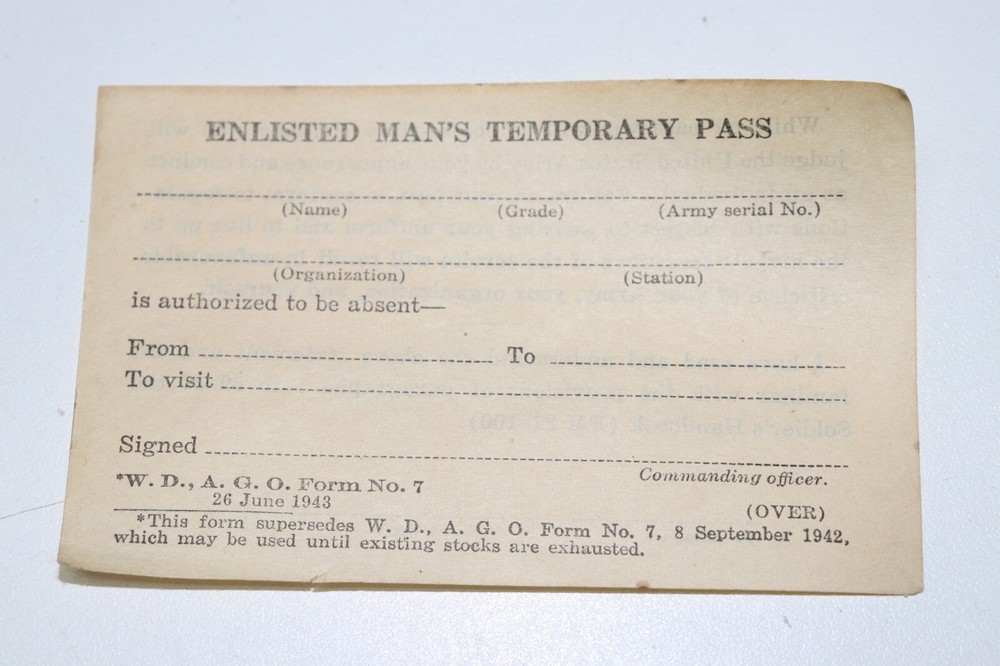 ENLISTED MAN'S TEMPORARY PASS
(Name) (Grade) (Army serial No.)
(Organization) (Station)
is authorized to be absent—
From To
To visit
Signed
Commanding officer.
*W. D., A. G. O. Form No. 7
26 June 1943
(OVER)
*This form supersedes W. D., A. G. O. Form No. 7, 8 September 1942,
which may be used until existing stocks are exhausted.